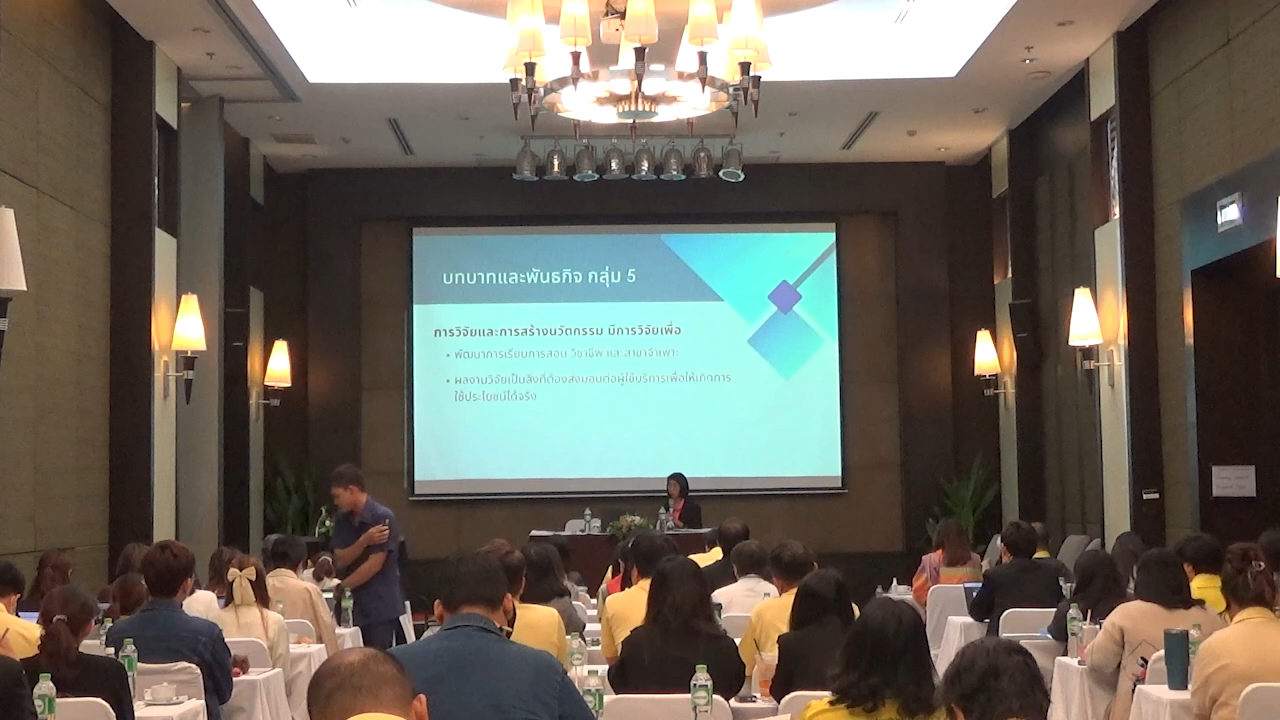 บทบาทและพันธกิจ กลุ่ม 5
การวิจัยและการสร้างนวัตกรรม มีการวิจัยเพื่อ
• พัฒนาการเรียนการสอน วิชาชีพ และสาขาจำเพาะ
• ผลงานวิจัยเป็นสิ่งที่ต้องส่งมอบต่อผู้ใช้บริการเพื่อให้เกิดการ
ใช้ประโยชน์ได้จริง